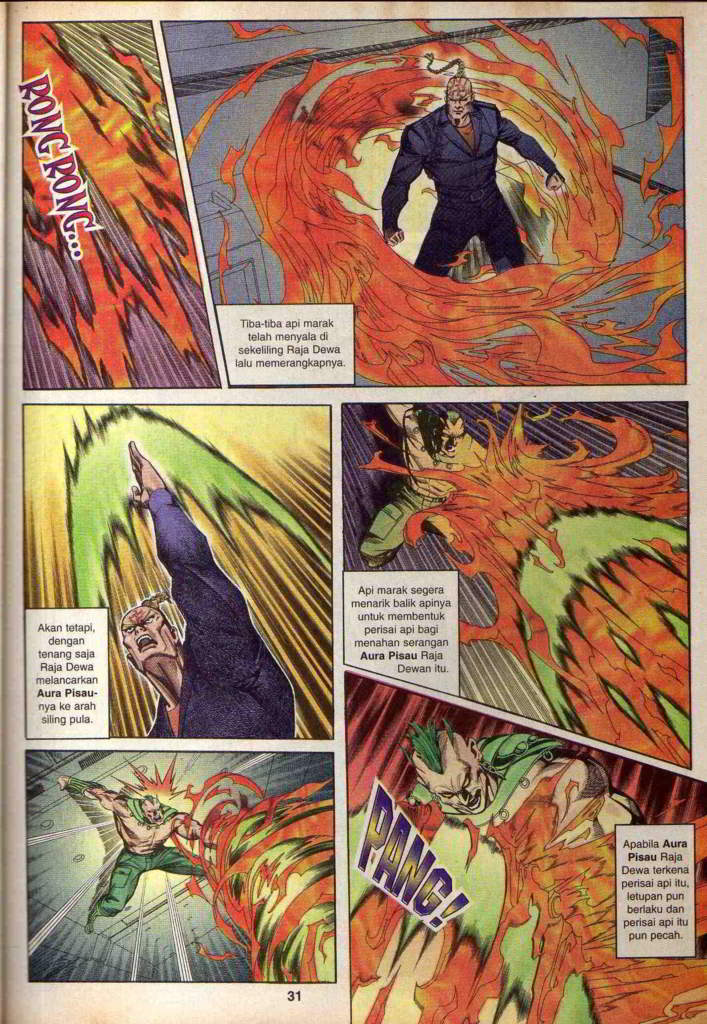 RONG RONG...
Tiba-tiba api marak
telah menyala di
sekeliling Raja Dewa
lalu memerangkapnya.
Akan tetapi,
dengan
tenang saja
Raja Dewa
melancarkan
Aura Pisau-
nya ke arah
siling pula.
Api marak segera
menarik balik apinya
untuk membentuk
perisai api bagi
menahan serangan
Aura Pisau Raja
Dewan itu.
PANG!
Apabila Aura
Pisau Raja
Dewa terkena
perisai api itu,
letupan pun
berlaku dan
perisai api itu
pun pecah.
31